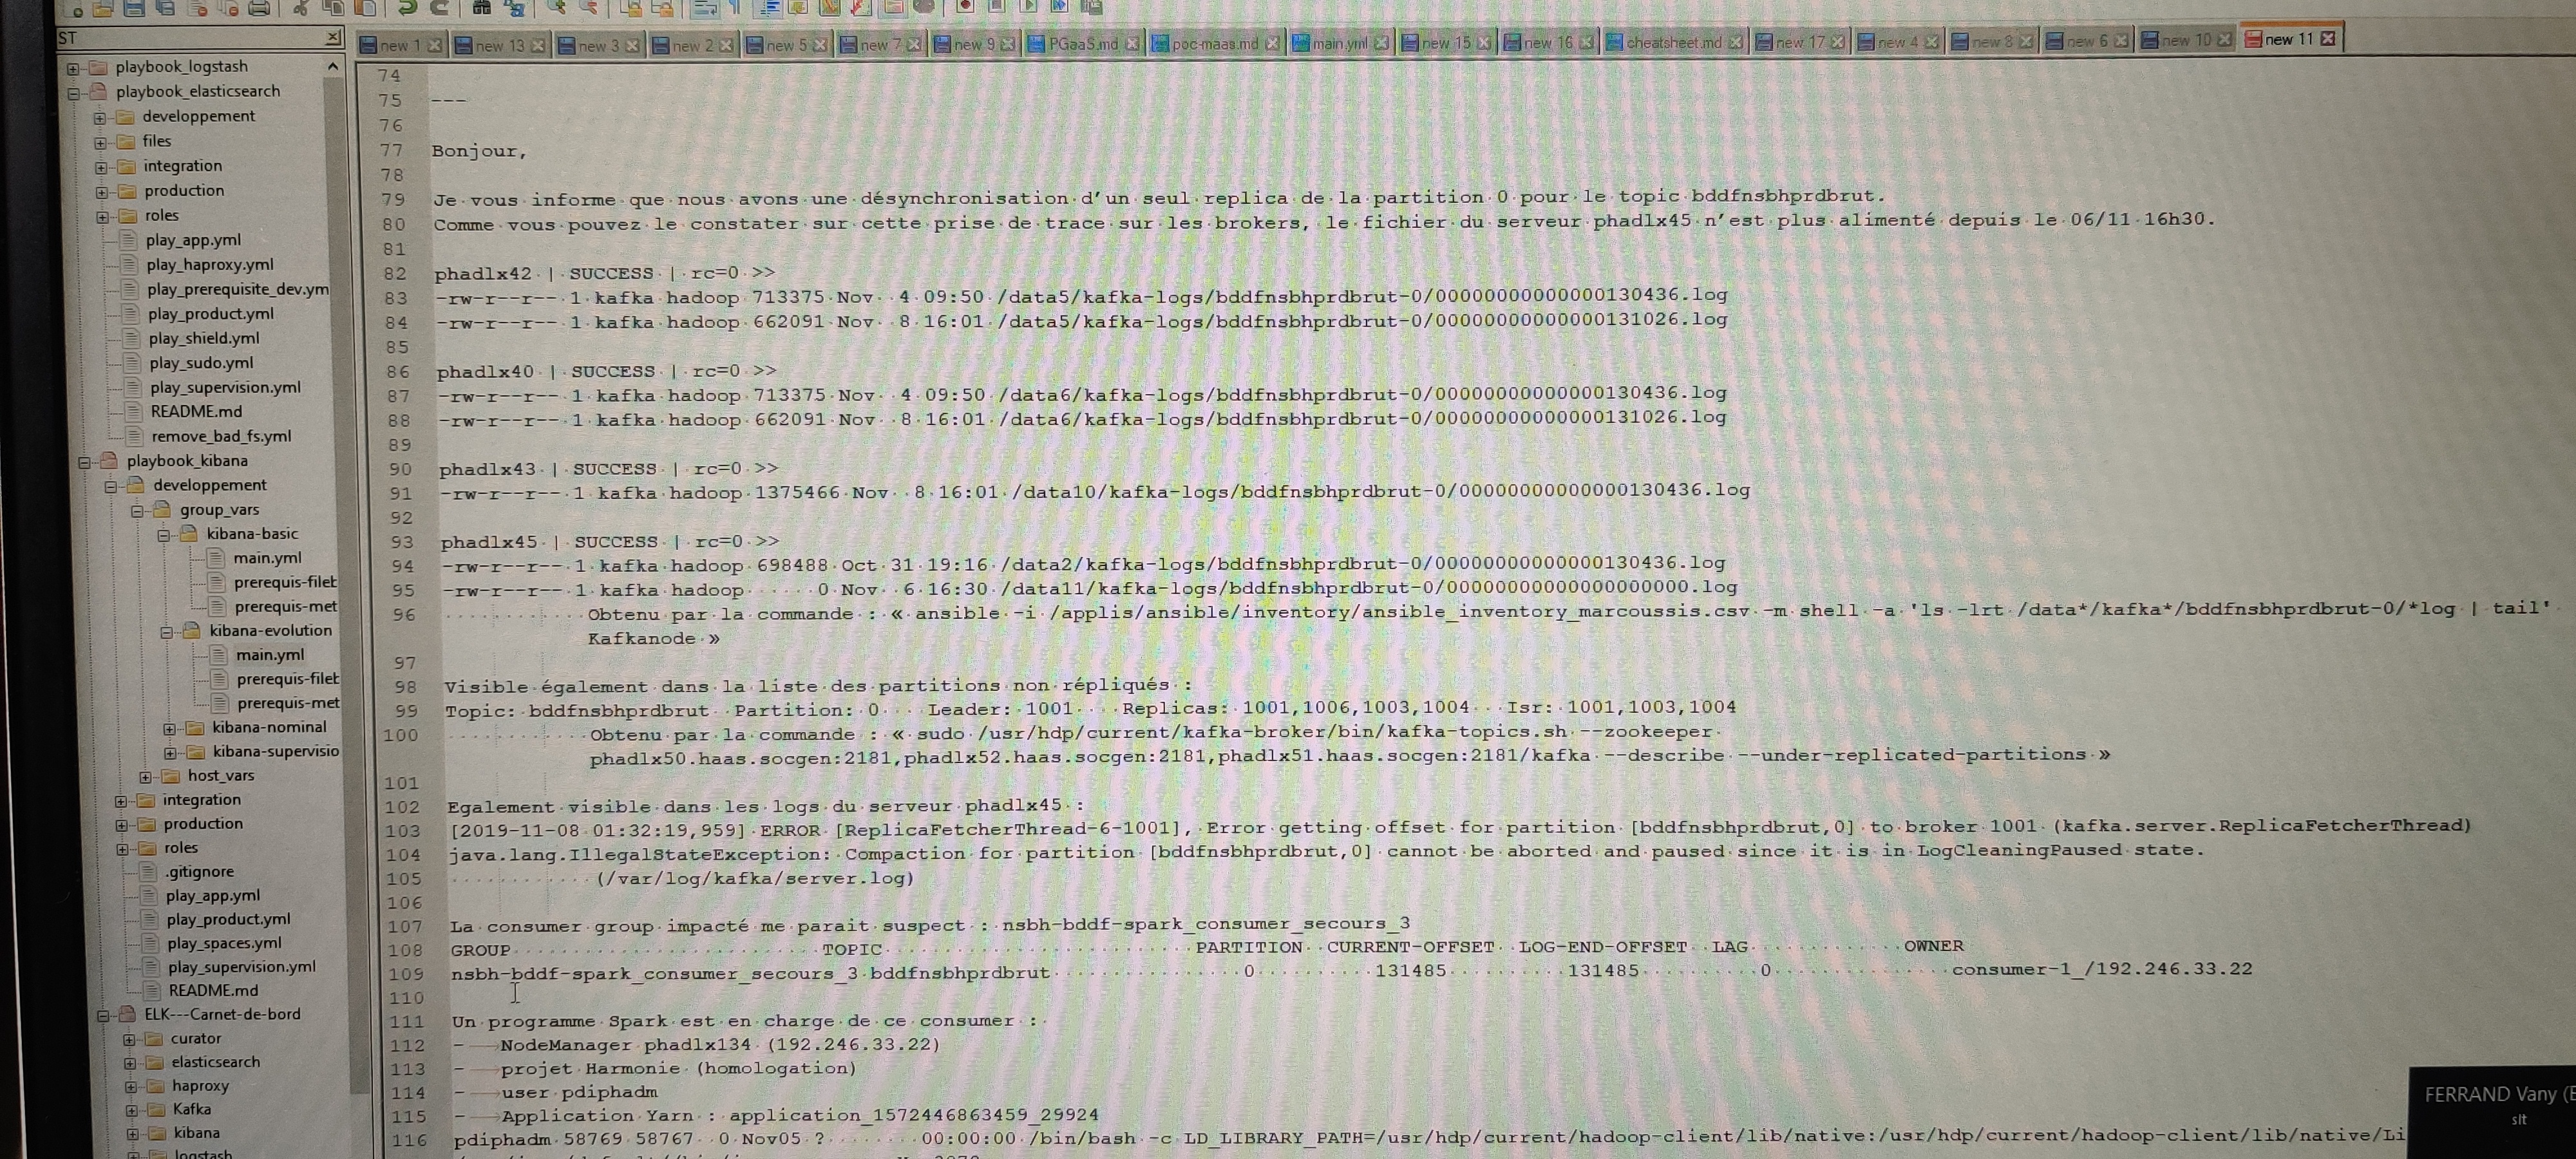 ST
playbook_logstash
playbook_elasticsearch
developpement
files
integration
production
roles
play_app.yml
play_haproxy.yml
play_prerequisite_dev.ym
play_product.yml
play_shield.yml
play_sudo.yml
play_supervision.yml
README.md
remove_bad_fs.yml
playbook_kibana
developpement
group_vars
kibana-basic
main.yml
prerequis-filet
prerequis-met
kibana-evolution
main.yml
prerequis-filet
prerequis-met
kibana-nominal
kibana-supervisio
host_vars
integration
production
roles
.gitignore
play_app.yml
play_product.yml
play_spaces.yml
play_supervision.yml
README.md
ELK---Carnet-de-bord
curator
elasticsearch
haproxy
Kafka
kibana
logstash
new 1 new 13 new 3 new 2 new 5 new 7 new 9 PGaaS.md poc-maas.md main.yml new 15 new 16 cheatsheet.md new 17 new 4 new 8 new 6 new 10 new 11
74
75 ---
76
77 Bonjour,
78
79 Je vous informe que nous avons une désynchronisation d'un seul replica de la partition 0 pour le topic bddfnsbhprdbrut.
80 Comme vous pouvez le constater sur cette prise de trace sur les brokers, le fichier du serveur phadlx45 n'est plus alimenté depuis le 06/11 16h30.
81
82 phadlx42 | SUCCESS | rc=0 >>
83 -rw-r--r-- 1 kafka hadoop 713375 Nov  4 09:50 /data5/kafka-logs/bddfnsbhprdbrut-0/00000000000000130436.log
84 -rw-r--r-- 1 kafka hadoop 662091 Nov  8 16:01 /data5/kafka-logs/bddfnsbhprdbrut-0/00000000000000131026.log
85
86 phadlx40 | SUCCESS | rc=0 >>
87 -rw-r--r-- 1 kafka hadoop 713375 Nov  4 09:50 /data6/kafka-logs/bddfnsbhprdbrut-0/00000000000000130436.log
88 -rw-r--r-- 1 kafka hadoop 662091 Nov  8 16:01 /data6/kafka-logs/bddfnsbhprdbrut-0/00000000000000131026.log
89
90 phadlx43 | SUCCESS | rc=0 >>
91 -rw-r--r-- 1 kafka hadoop 1375466 Nov  8 16:01 /data10/kafka-logs/bddfnsbhprdbrut-0/00000000000000130436.log
92
93 phadlx45 | SUCCESS | rc=0 >>
94 -rw-r--r-- 1 kafka hadoop 698488 Oct 31 19:16 /data2/kafka-logs/bddfnsbhprdbrut-0/00000000000000130436.log
95 -rw-r--r-- 1 kafka hadoop      0 Nov  6 16:30 /data11/kafka-logs/bddfnsbhprdbrut-0/00000000000000000000.log
96 Obtenu par la commande : « ansible -i /applis/ansible/inventory/ansible_inventory_marcoussis.csv -m shell -a 'ls -lrt /data*/kafka*/bddfnsbhprdbrut-0/*log | tail'
Kafkanode »
97
98 Visible également dans la liste des partitions non répliqués :
99 Topic: bddfnsbhprdbrut  Partition: 0    Leader: 1001    Replicas: 1001,1006,1003,1004   Isr: 1001,1003,1004
100 Obtenu par la commande : « sudo /usr/hdp/current/kafka-broker/bin/kafka-topics.sh --zookeeper
phadlx50.haas.socgen:2181,phadlx52.haas.socgen:2181,phadlx51.haas.socgen:2181/kafka --describe --under-replicated-partitions »
101
102 Egalement visible dans les logs du serveur phadlx45 :
103 [2019-11-08 01:32:19,959] ERROR [ReplicaFetcherThread-6-1001], Error getting offset for partition [bddfnsbhprdbrut,0] to broker 1001 (kafka.server.ReplicaFetcherThread)
104 java.lang.IllegalStateException: Compaction for partition [bddfnsbhprdbrut,0] cannot be aborted and paused since it is in LogCleaningPaused state.
105 (/var/log/kafka/server.log)
106
107 La consumer group impacté me parait suspect : nsbh-bddf-spark_consumer_secours_3
108 GROUP TOPIC PARTITION CURRENT-OFFSET LOG-END-OFFSET LAG OWNER
109 nsbh-bddf-spark_consumer_secours_3 bddfnsbhprdbrut 0 131485 131485 0 consumer-1_/192.246.33.22
110
111 Un programme Spark est en charge de ce consumer :
112 - NodeManager phadlx134 (192.246.33.22)
113 - projet Harmonie (homologation)
114 - user pdiphadm
115 - Application Yarn : application_1572446863459_29924
116 pdiphadm 58769 58767  0 Nov05 ? 00:00:00 /bin/bash -c LD_LIBRARY_PATH=/usr/hdp/current/hadoop-client/lib/native:/usr/hdp/current/hadoop-client/lib/native/Li
FERRAND Vany (E
slt